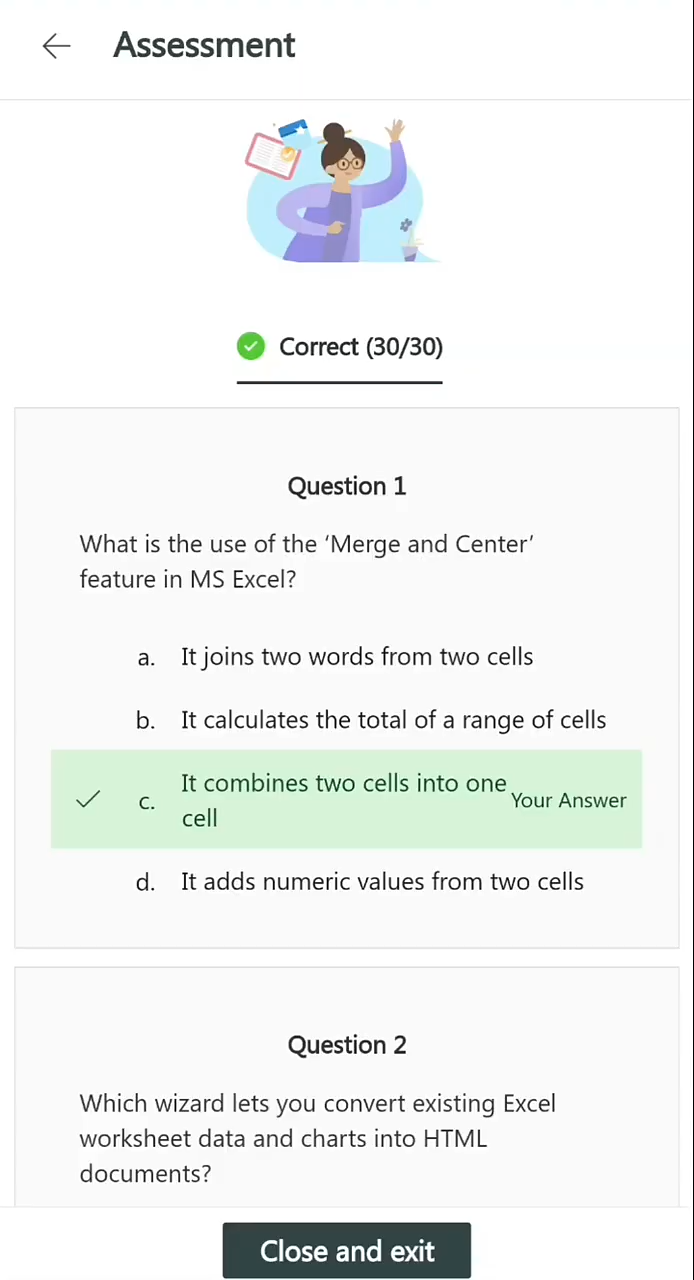 Assessment
Correct (30/30)
Question 1
What is the use of the ‘Merge and Center’
feature in MS Excel?
a. It joins two words from two cells
b. It calculates the total of a range of cells
c. It combines two cells into one
cell
Your Answer
d. It adds numeric values from two cells
Question 2
Which wizard lets you convert existing Excel
worksheet data and charts into HTML
documents?
Close and exit